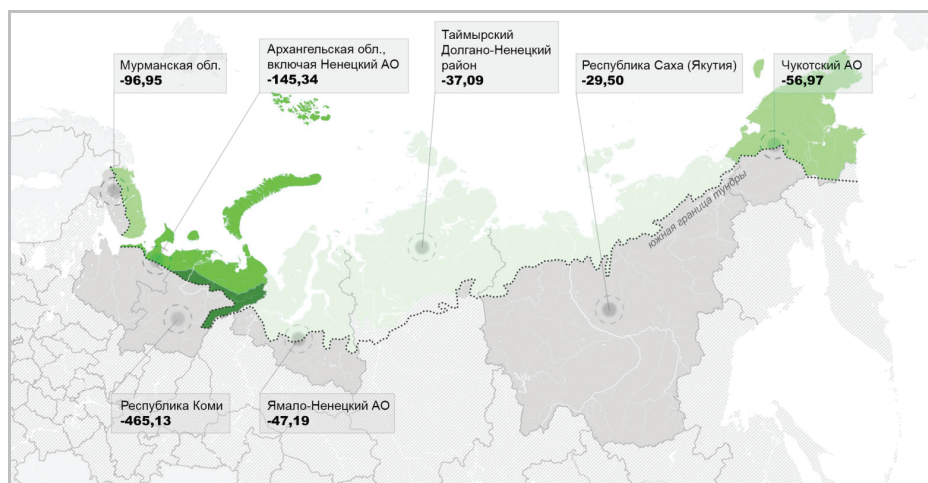 Мурманская обл.
-96,95
Архангельская обл.,
включая Ненецкий АО
-145,34
Таймырский
Долгано-Ненецкий
район
-37,09
Республика Саха (Якутия)
-29,50
Чукотский АО
-56,97
южная граница тундры
Республика Коми
-465,13
Ямало-Ненецкий АО
-47,19